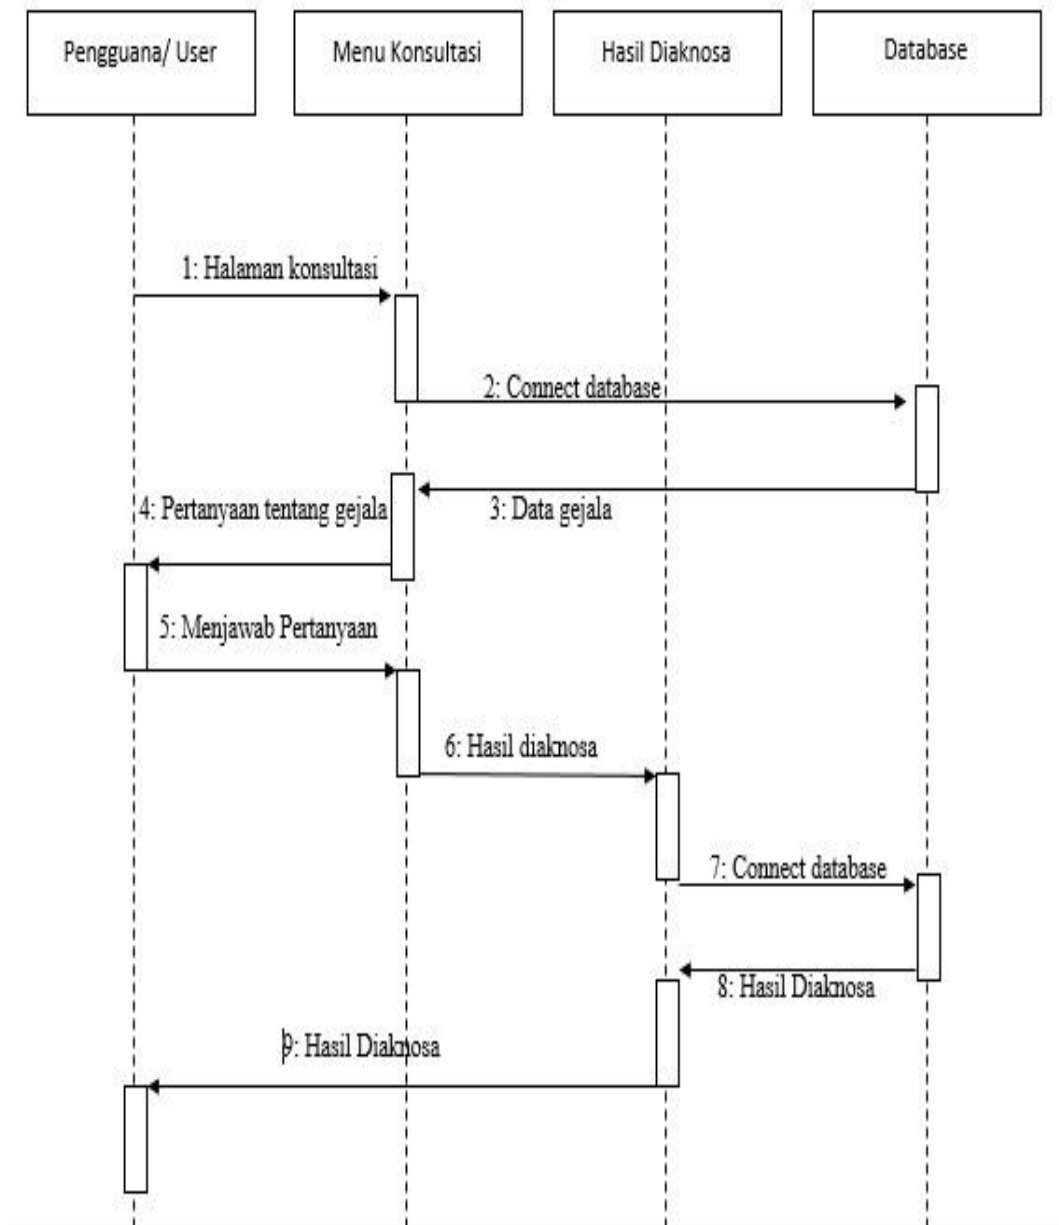 Pengguana/ User
Menu Konsultasi
Hasil Diaknosa
Database
1: Halaman konsultasi
2: Connect database
3: Data gejala
4: Pertanyaan tentang gejala
5: Menjawab Pertanyaan
6: Hasil diaknosa
7: Connect database
8: Hasil Diaknosa
9: Hasil Diaknosa